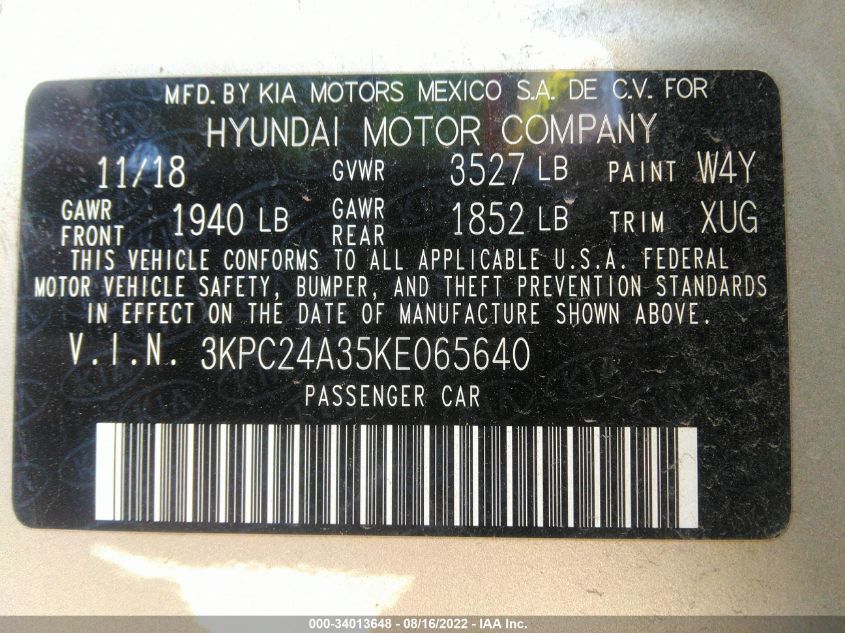 MFD. BY KIA MOTORS MEXICO S.A. DE C.V. FOR
HYUNDAI MOTOR COMPANY
11/18 GVWR 3527 LB PAINT W4Y
GAWR FRONT 1940 LB GAWR REAR 1852 LB TRIM XUG
THIS VEHICLE CONFORMS TO ALL APPLICABLE U.S.A. FEDERAL
MOTOR VEHICLE SAFETY, BUMPER, AND THEFT PREVENTION STANDARDS
IN EFFECT ON THE DATE OF MANUFACTURE SHOWN ABOVE.
V.I.N. 3KPC24A35KE065640
PASSENGER CAR
000-34013648 - 08/16/2022 - IAA Inc.